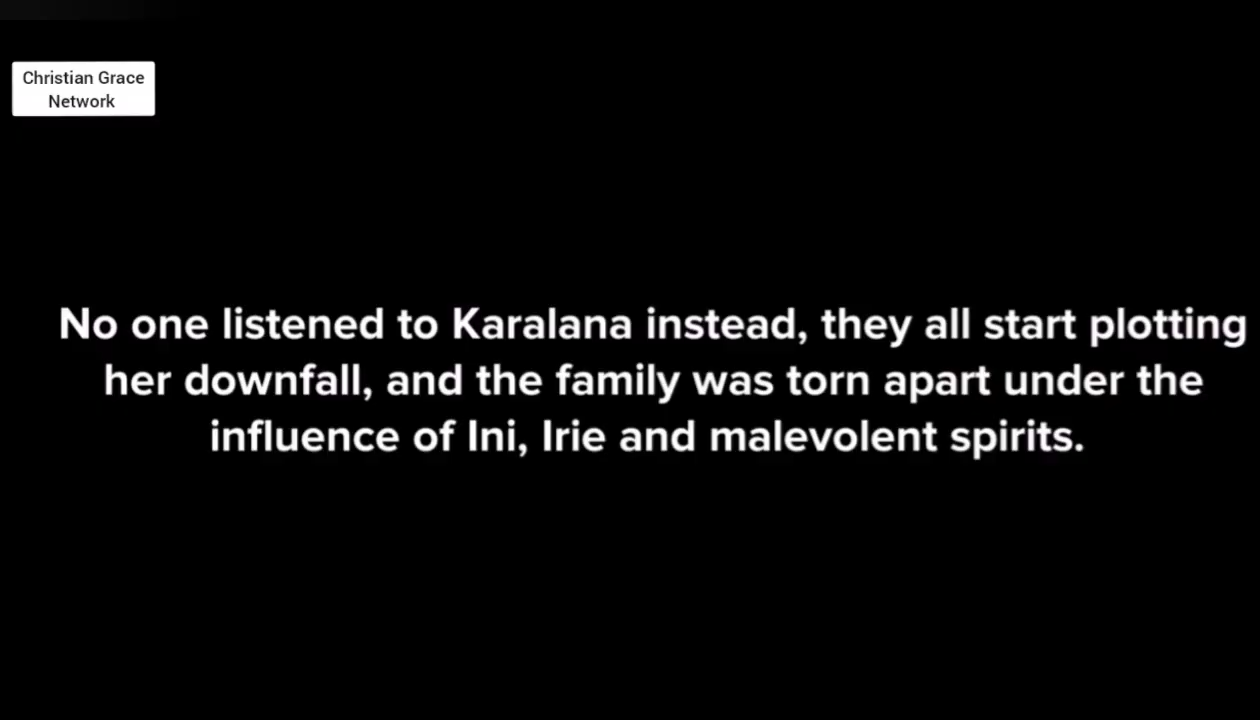 Christian Grace
Network
No one listened to Karalana instead, they all start plotting
her downfall, and the family was torn apart under the
influence of Ini, Irie and malevolent spirits.